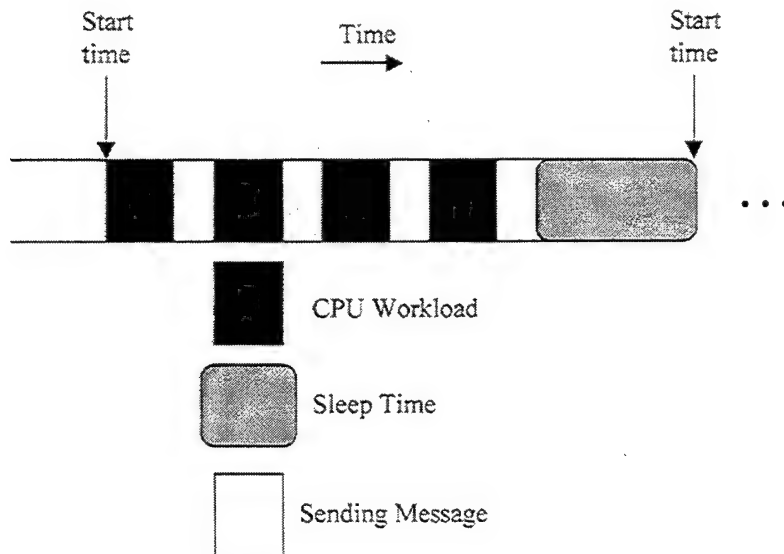 Start
time
Time
Start
time
. . .
CPU Workload
Sleep Time
Sending Message